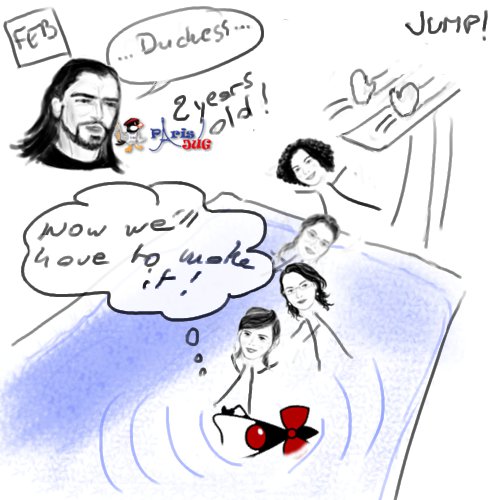 FEB
... Duchess...
JUMP!
2 years
old!
Paris
JUG
Now we'll
have to make
it!